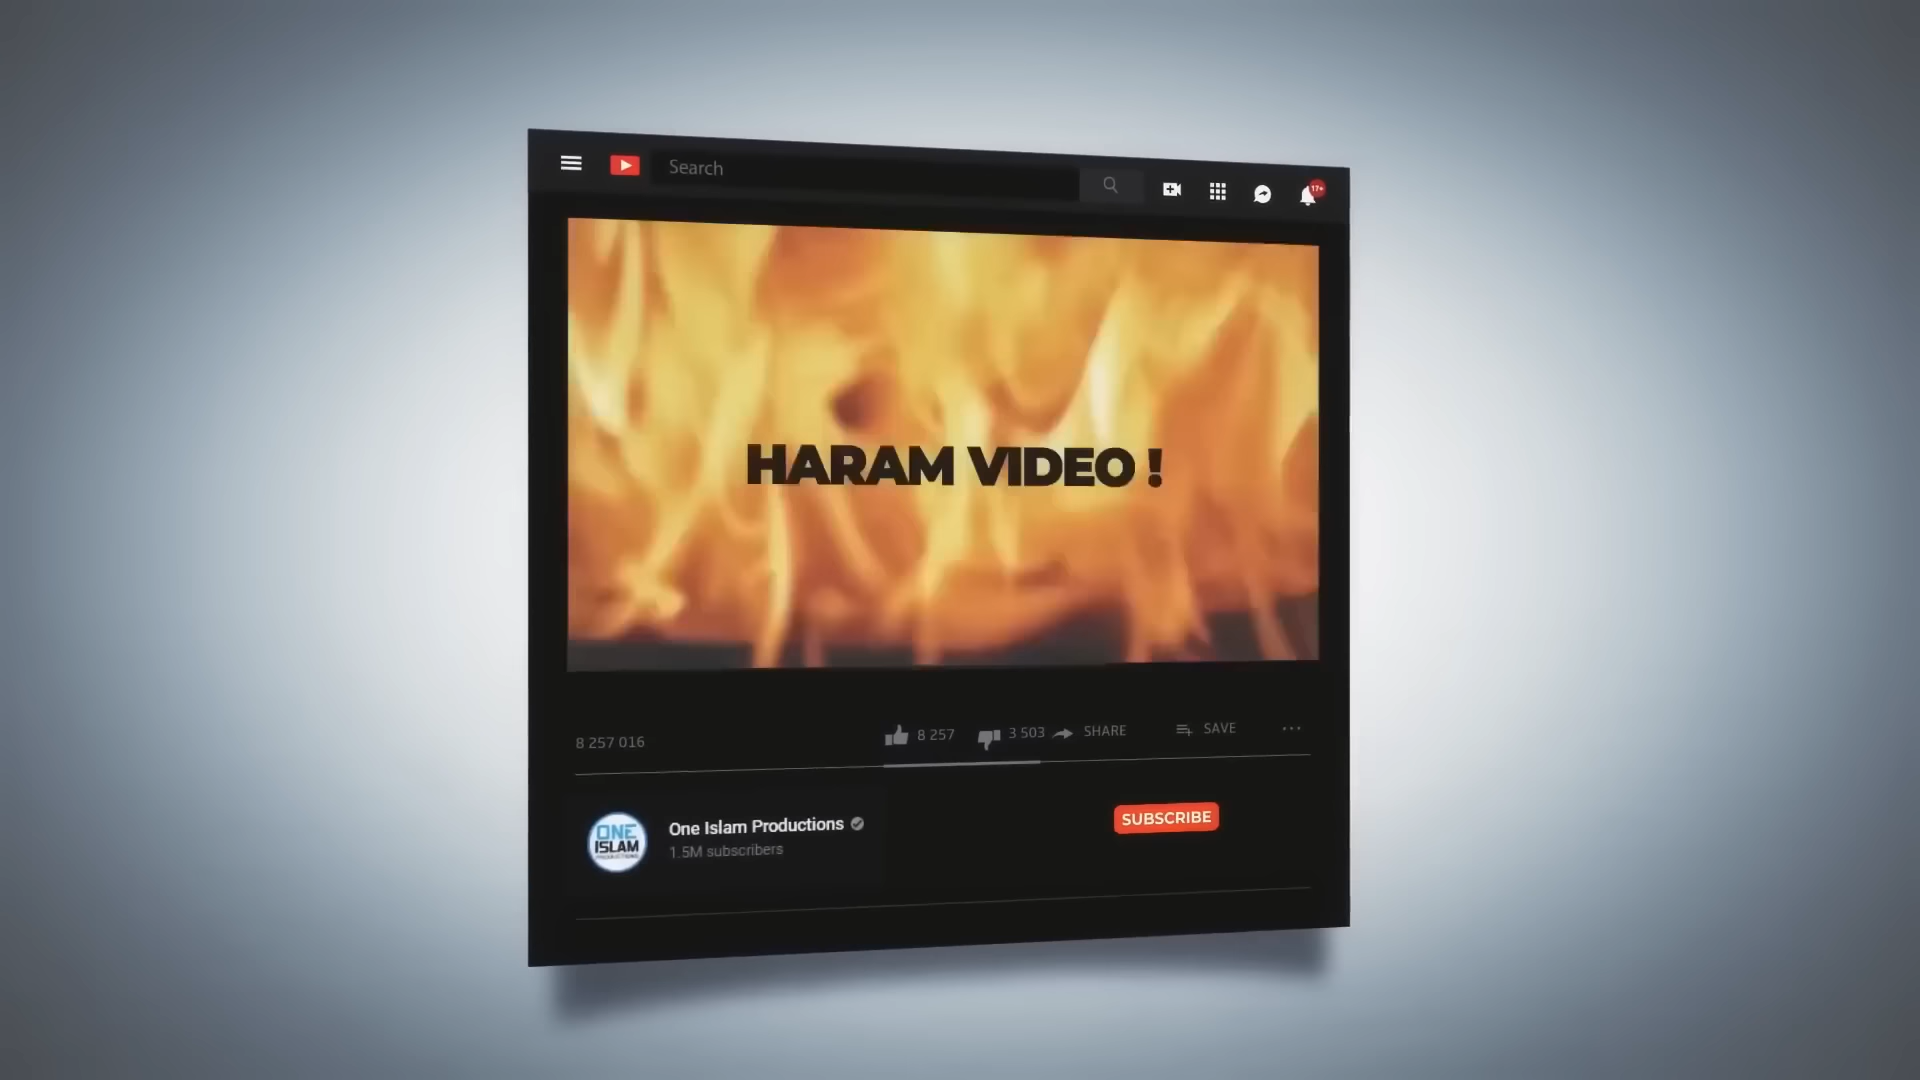 Search
17+
HARAM VIDEO !
8 257 016
8 257
3 503
SHARE
SAVE
ONE
ISLAM
One Islam Productions
1.5M subscribers
SUBSCRIBE